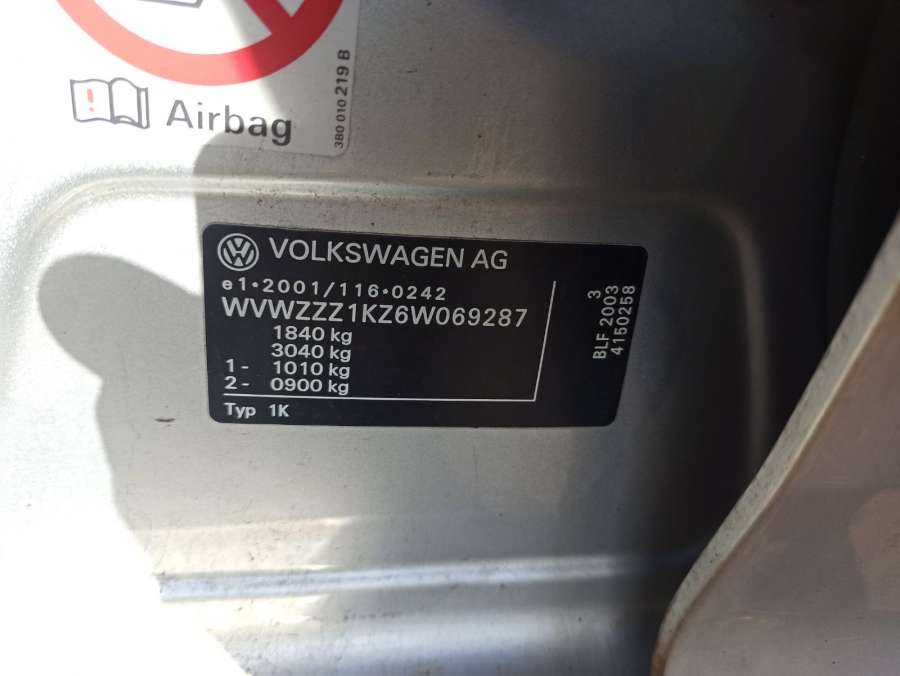 Airbag
3B0 010 219 B
VOLKSWAGEN AG
e1*2001/116*0242
WVWZZZ1KZ6W069287
1840 kg
3040 kg
1- 1010 kg
2- 0900 kg
Typ 1K
3
BLF 2003
4150258